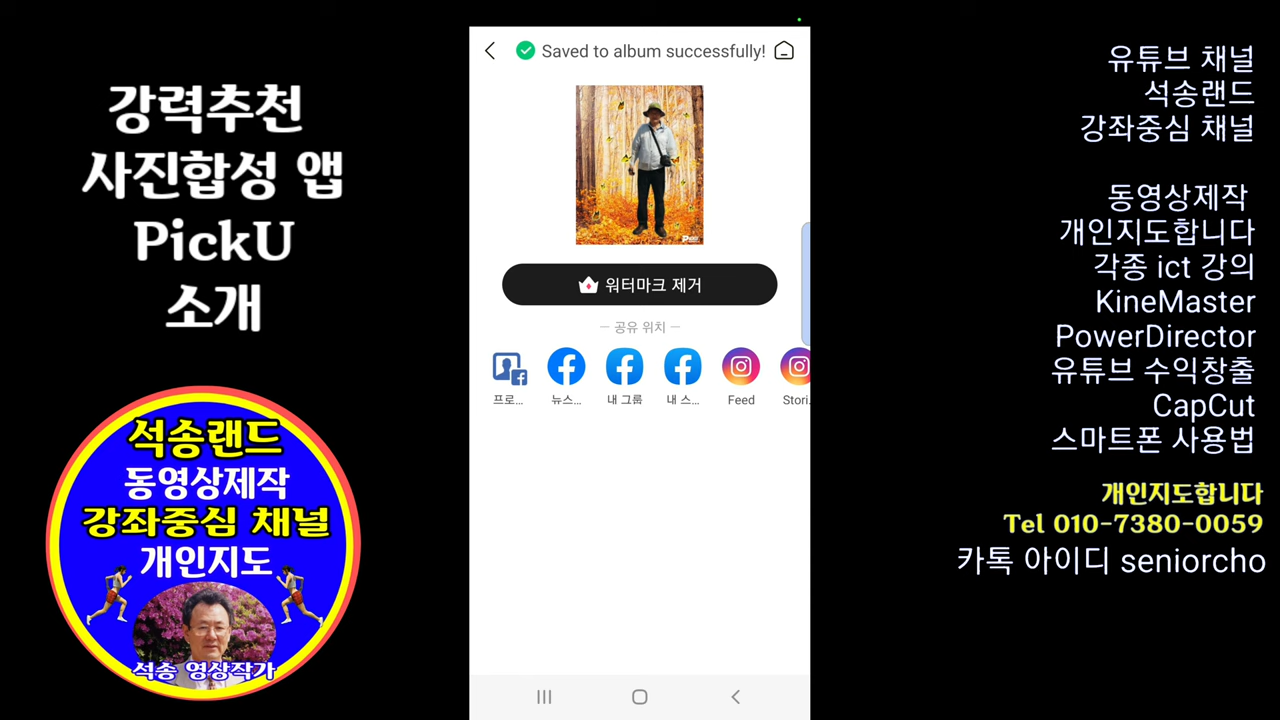 강력추천
사진합성 앱
PickU
소개
석송랜드
동영상제작
강좌중심 채널
개인지도
석송 영상작가
Saved to album successfully!
워터마크 제거
공유 위치
프로...
뉴스...
내 그룹
내 스...
Feed
Stori.
유튜브 채널
석송랜드
강좌중심 채널
동영상제작
개인지도합니다
각종 ict 강의
KineMaster
PowerDirector
유튜브 수익창출
CapCut
스마트폰 사용법
개인지도합니다
Tel 010-7380-0059
카톡 아이디 seniorcho